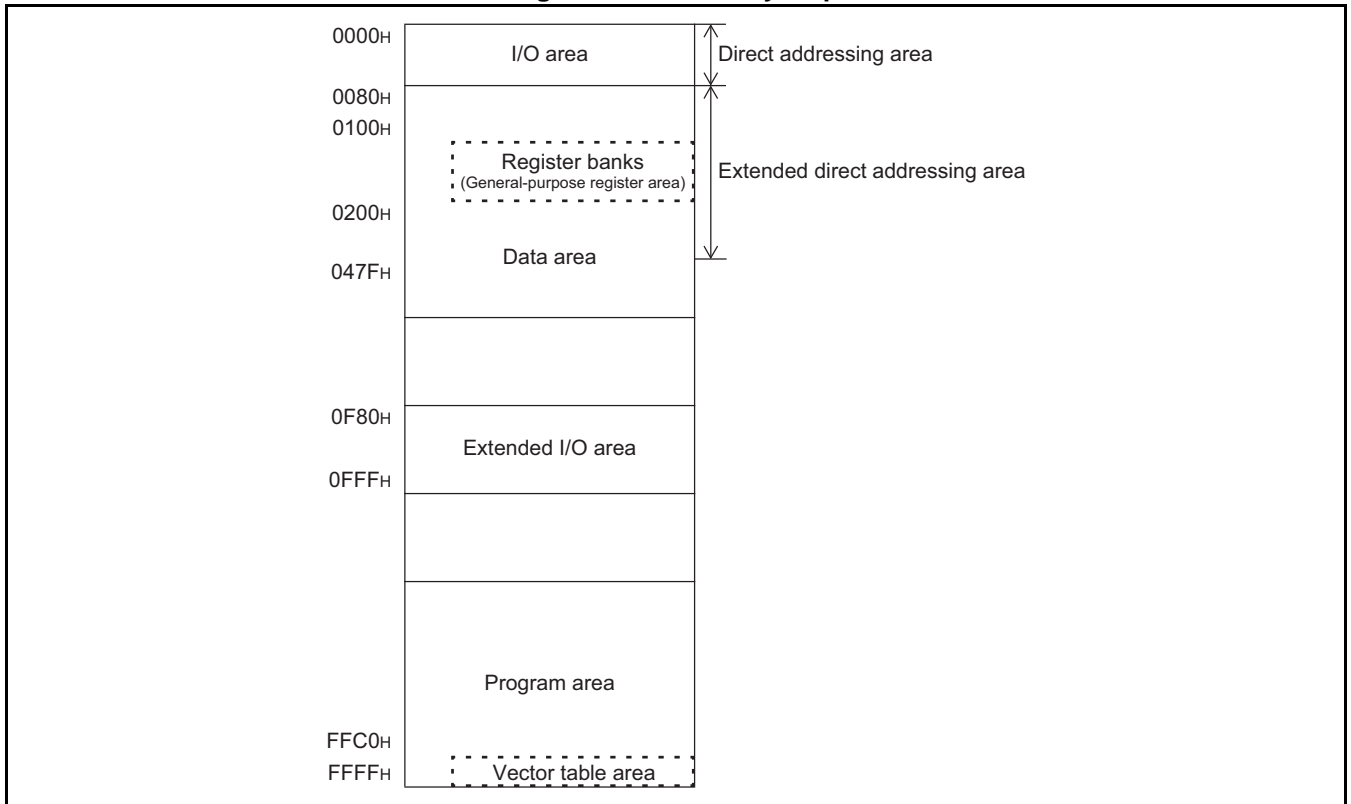 0000H
I/O area
Direct addressing area
0080H
0100H
Register banks
(General-purpose register area)
Extended direct addressing area
0200H
Data area
047FH
0F80H
Extended I/O area
0FFFH
Program area
FFC0H
FFFFH
Vector table area